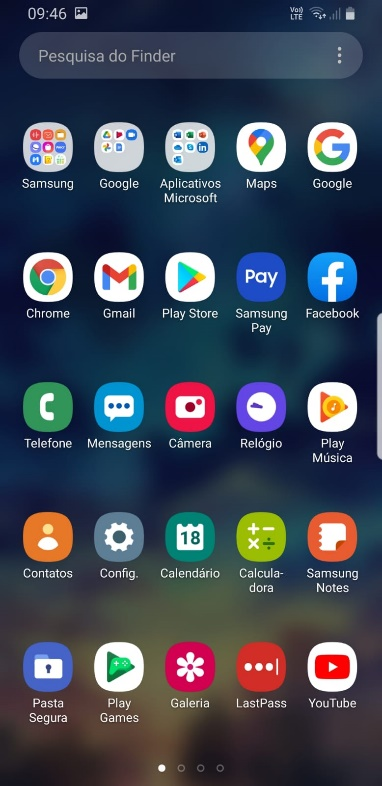 09:46
Vo)) LTE
Pesquisa do Finder
Samsung
Google
Aplicativos
Microsoft
Maps
Google
Chrome
Gmail
Play Store
Pay
Samsung
Pay
Facebook
Telefone
Mensagens
Câmera
Relógio
Play
Música
Contatos
Config.
18
Calendário
Calcula-
dora
Samsung
Notes
Pasta
Segura
Play
Games
Galeria
LastPass
YouTube